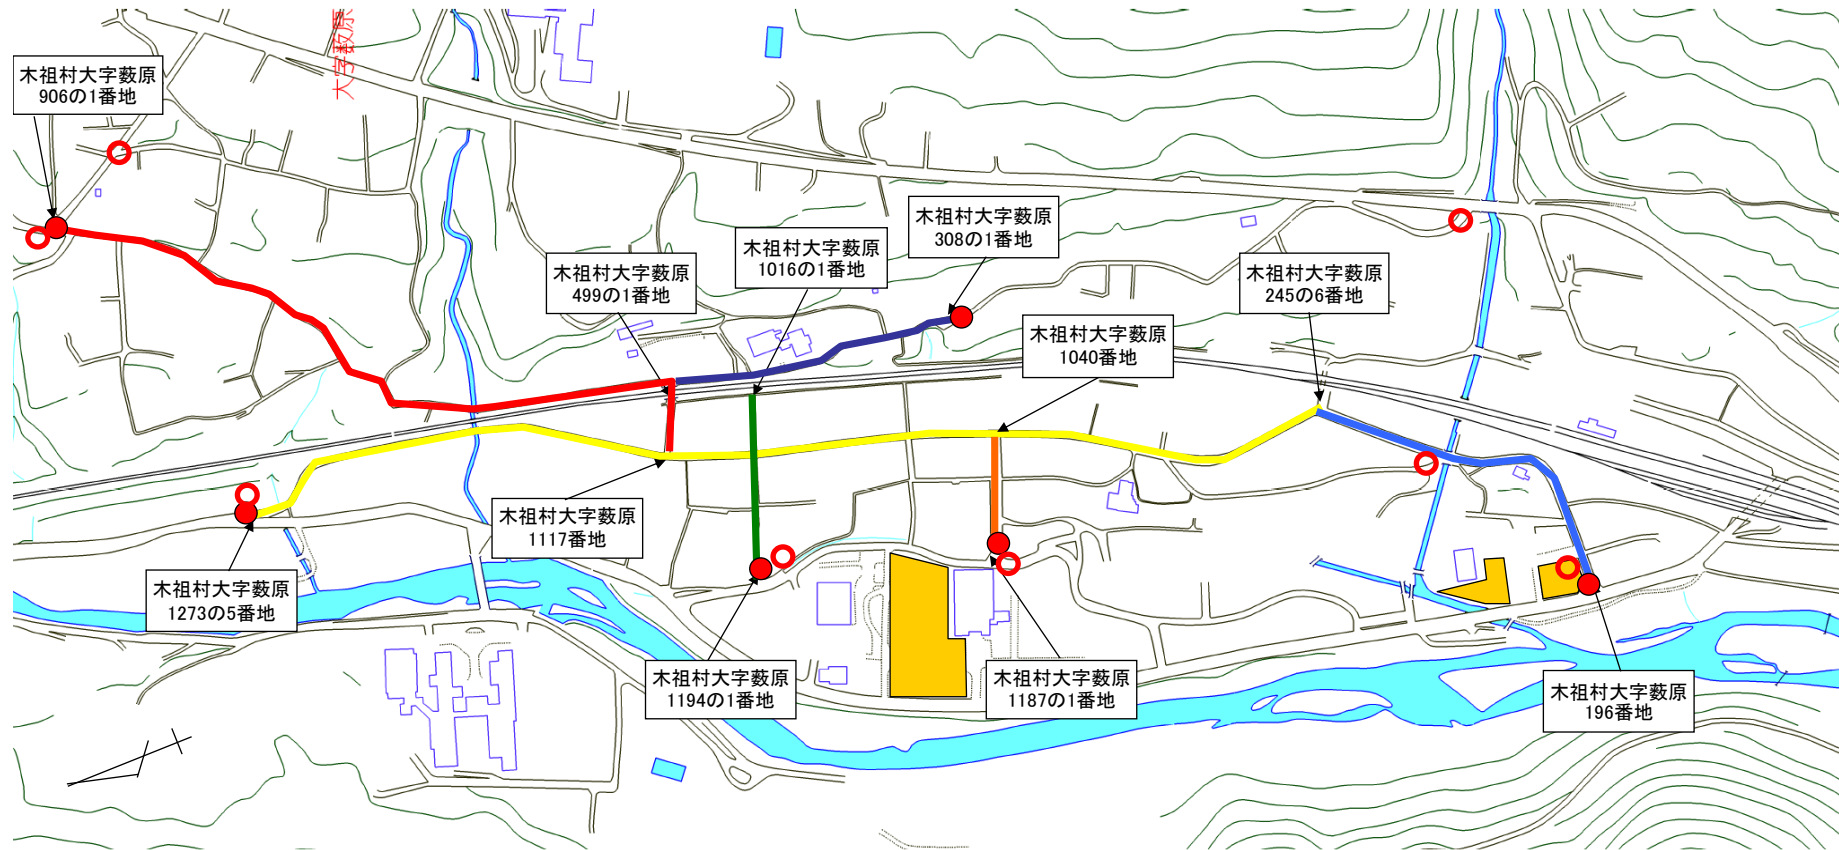 大字薮原
木祖村大字薮原
906の1番地
木祖村大字薮原
308の1番地
木祖村大字薮原
1016の1番地
木祖村大字薮原
499の1番地
木祖村大字薮原
245の6番地
木祖村大字薮原
1040番地
木祖村大字薮原
1117番地
木祖村大字薮原
1273の5番地
木祖村大字薮原
1194の1番地
木祖村大字薮原
1187の1番地
木祖村大字薮原
196番地